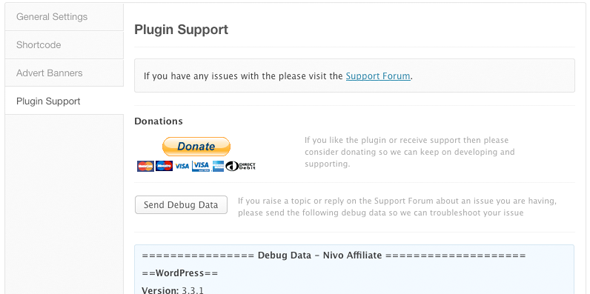 General Settings
Plugin Support
Shortcode
Advert Banners
Plugin Support
If you have any issues with the please visit the Support Forum.
Donations
Donate
VISA VISA DIRECT Debit
If you like the plugin or receive support then please
consider donating so we can keep on developing and
supporting.
Send Debug Data
If you raise a topic or reply on the Support Forum about an issue you are having,
please send the following debug data so we can troubleshoot your issue
================ Debug Data – Nivo Affiliate ====================
==WordPress==
Version: 3.3.1